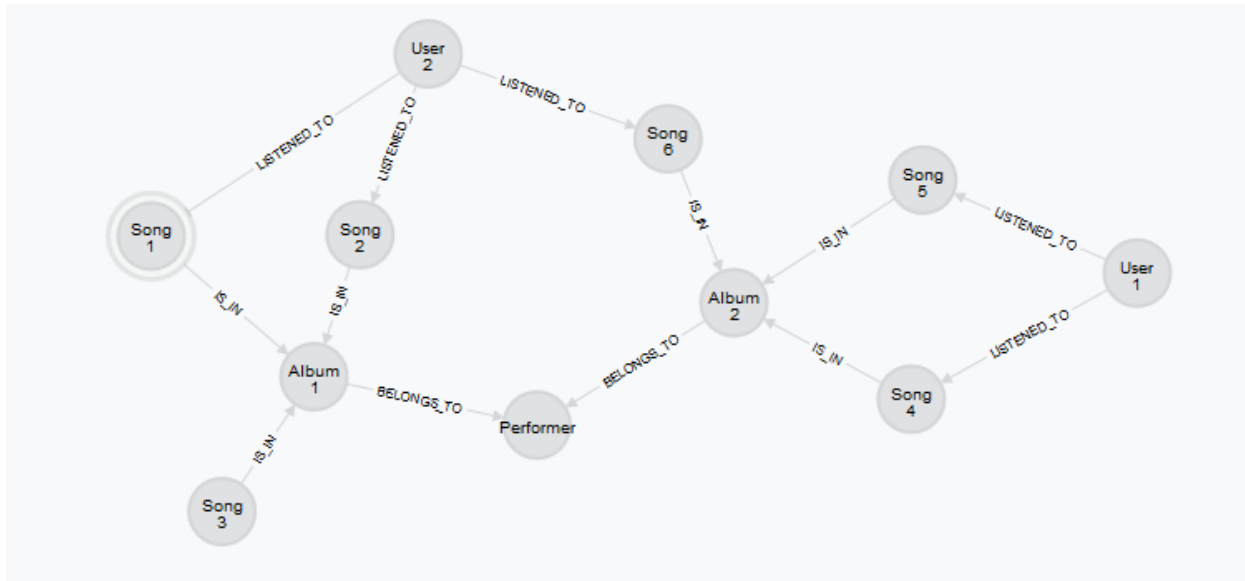 User
2
LISTENED_TO
LISTENED_TO
LISTENED_TO
Song
6
Song
5
LISTENED_TO
Song
1
Song
2
IS_IN
IS_IN
User
1
IS_IN
IS_IN
Album
2
LISTENED_TO
IS_IN
BELONGS_TO
Album
1
BELONGS_TO
Song
4
Performer
IS_IN
Song
3